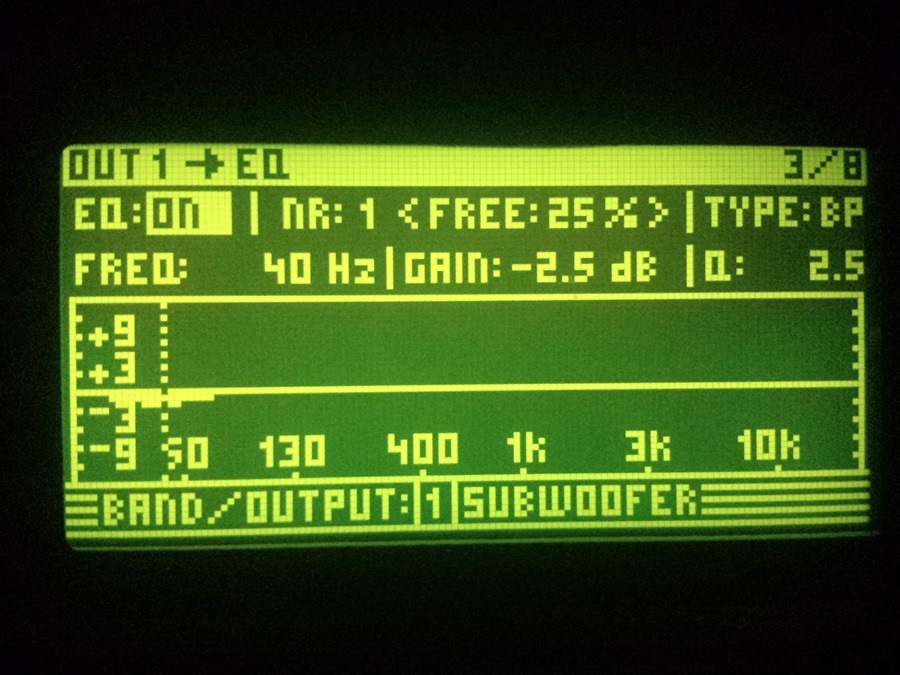 OUT 1 → EQ 3/8
EQ: ON | NR: 1 <FREE: 25 %> | TYPE: BP
FREQ: 40 Hz | GAIN: -2.5 dB | Q: 2.5
+9
+3
-3
-9 50 130 400 1k 3k 10k
BAND/OUTPUT: |1| SUBWOOFER